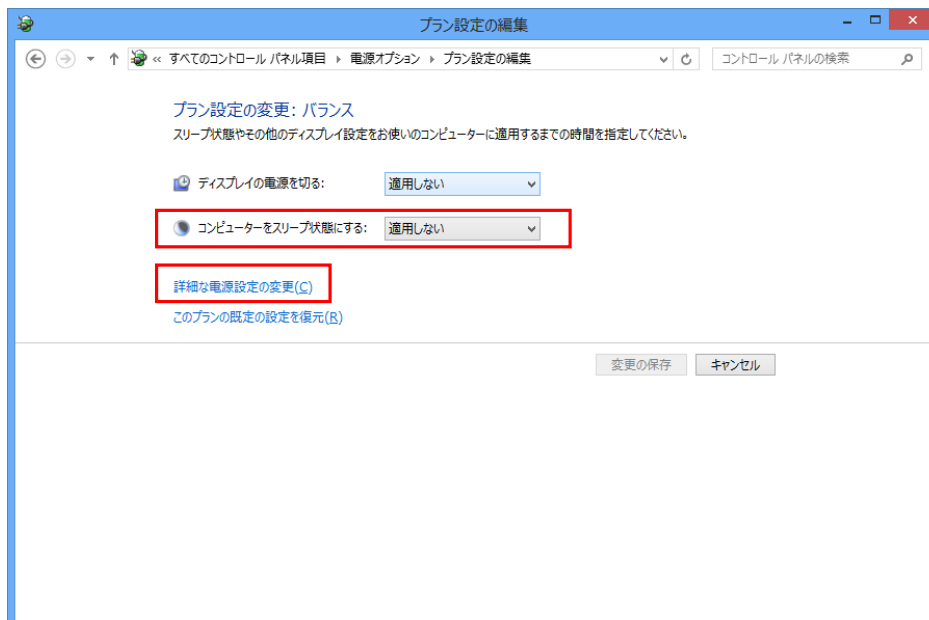 プラン設定の編集
« すべてのコントロール パネル項目 ▸ 電源オプション ▸ プラン設定の編集
コントロール パネルの検索
プラン設定の変更: バランス
スリープ状態やその他のディスプレイ設定をお使いのコンピューターに適用するまでの時間を指定してください。
ディスプレイの電源を切る: 適用しない
コンピューターをスリープ状態にする: 適用しない
詳細な電源設定の変更(C)
このプランの既定の設定を復元(R)
変更の保存 キャンセル